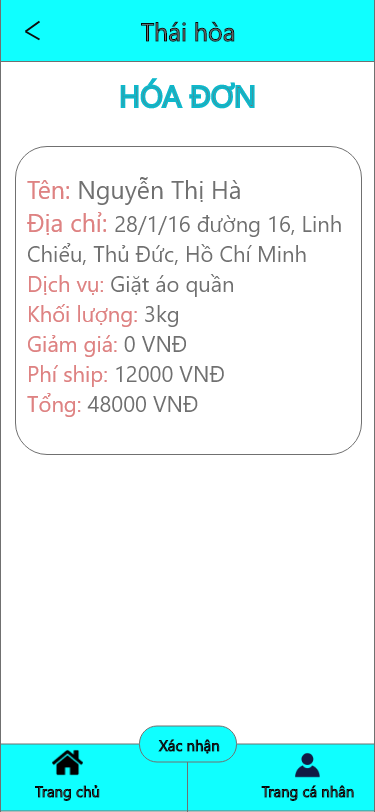 Thái hòa
HÓA ĐƠN
Tên: Nguyễn Thị Hà
Địa chỉ: 28/1/16 đường 16, Linh
Chiểu, Thủ Đức, Hồ Chí Minh
Dịch vụ: Giặt áo quần
Khối lượng: 3kg
Giảm giá: 0 VNĐ
Phí ship: 12000 VNĐ
Tổng: 48000 VNĐ
Xác nhận
Trang chủ
Trang cá nhân